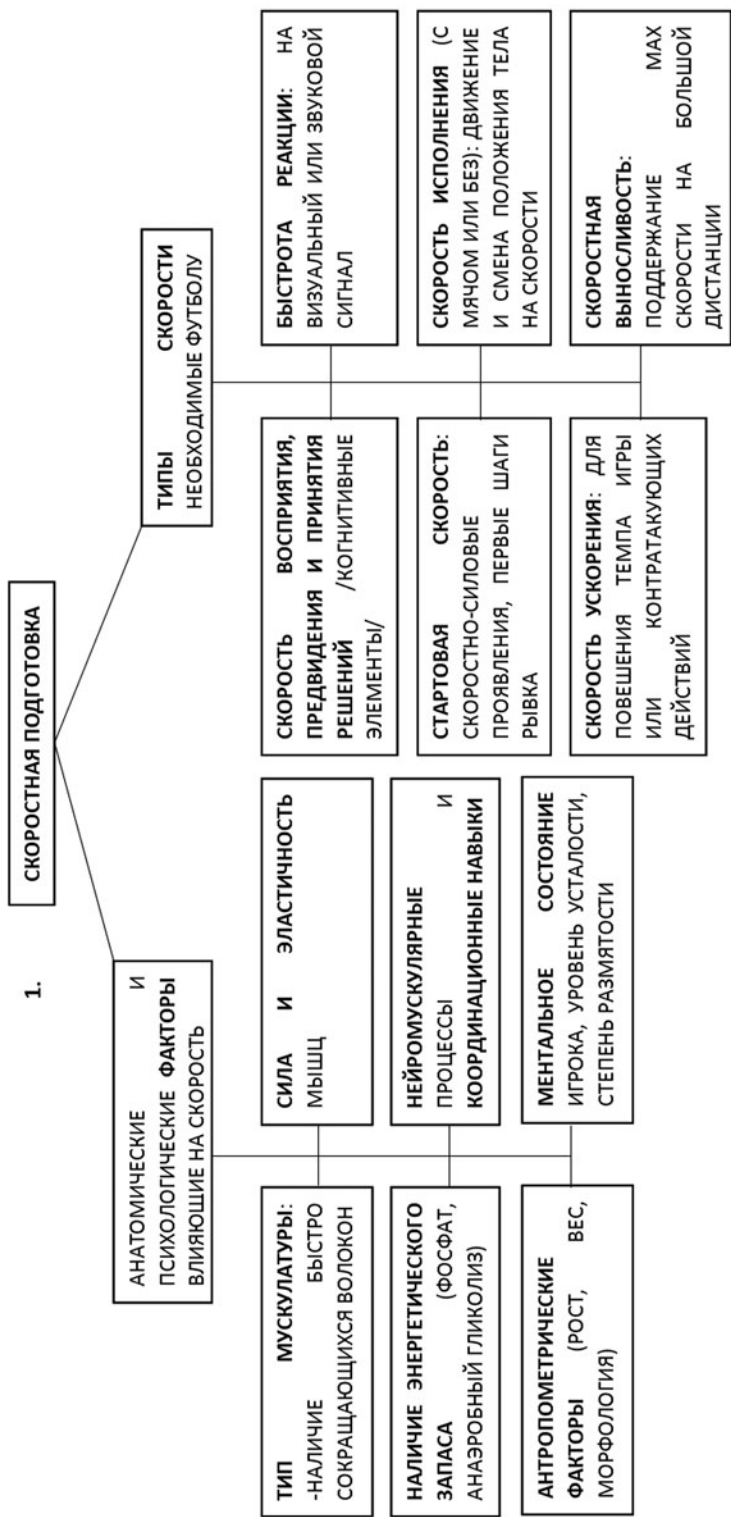 1.
СКОРОСТНАЯ ПОДГОТОВКА
АНАТОМИЧЕСКИЕ И
ПСИХОЛОГИЧЕСКИЕ ФАКТОРЫ
ВЛИЯЮЩИЕ НА СКОРОСТЬ
ТИП МУСКУЛАТУРЫ:
-НАЛИЧИЕ БЫСТРО
СОКРАЩАЮЩИХСЯ ВОЛОКОН
СИЛА И ЭЛАСТИЧНОСТЬ
МЫШЦ
НАЛИЧИЕ ЭНЕРГЕТИЧЕСКОГО
ЗАПАСА (ФОСФАТ,
АНАЭРОБНЫЙ ГЛИКОЛИЗ)
НЕЙРОМУСКУЛЯРНЫЕ
ПРОЦЕССЫ И
КООРДИНАЦИОННЫЕ НАВЫКИ
АНТРОПОМЕТРИЧЕСКИЕ
ФАКТОРЫ (РОСТ, ВЕС,
МОРФОЛОГИЯ)
МЕНТАЛЬНОЕ СОСТОЯНИЕ
ИГРОКА, УРОВЕНЬ УСТАЛОСТИ,
СТЕПЕНЬ РАЗМЯТОСТИ
ТИПЫ СКОРОСТИ
НЕОБХОДИМЫЕ ФУТБОЛУ
СКОРОСТЬ ВОСПРИЯТИЯ,
ПРЕДВИДЕНИЯ И ПРИНЯТИЯ
РЕШЕНИЙ /КОГНИТИВНЫЕ
ЭЛЕМЕНТЫ/
БЫСТРОТА РЕАКЦИИ: НА
ВИЗУАЛЬНЫЙ ИЛИ ЗВУКОВОЙ
СИГНАЛ
СТАРТОВАЯ СКОРОСТЬ:
СКОРОСТНО-СИЛОВЫЕ
ПРОЯВЛЕНИЯ, ПЕРВЫЕ ШАГИ
РЫВКА
СКОРОСТЬ ИСПОЛНЕНИЯ (С
МЯЧОМ ИЛИ БЕЗ): ДВИЖЕНИЕ
И СМЕНА ПОЛОЖЕНИЯ ТЕЛА
НА СКОРОСТИ
СКОРОСТЬ УСКОРЕНИЯ: ДЛЯ
ПОВЕШЕНИЯ ТЕМПА ИГРЫ
ИЛИ КОНТРАТАКУЮЩИХ
ДЕЙСТВИЙ
СКОРОСТНАЯ
ВЫНОСЛИВОСТЬ:
ПОДДЕРЖАНИЕ MAX
СКОРОСТИ НА БОЛЬШОЙ
ДИСТАНЦИИ